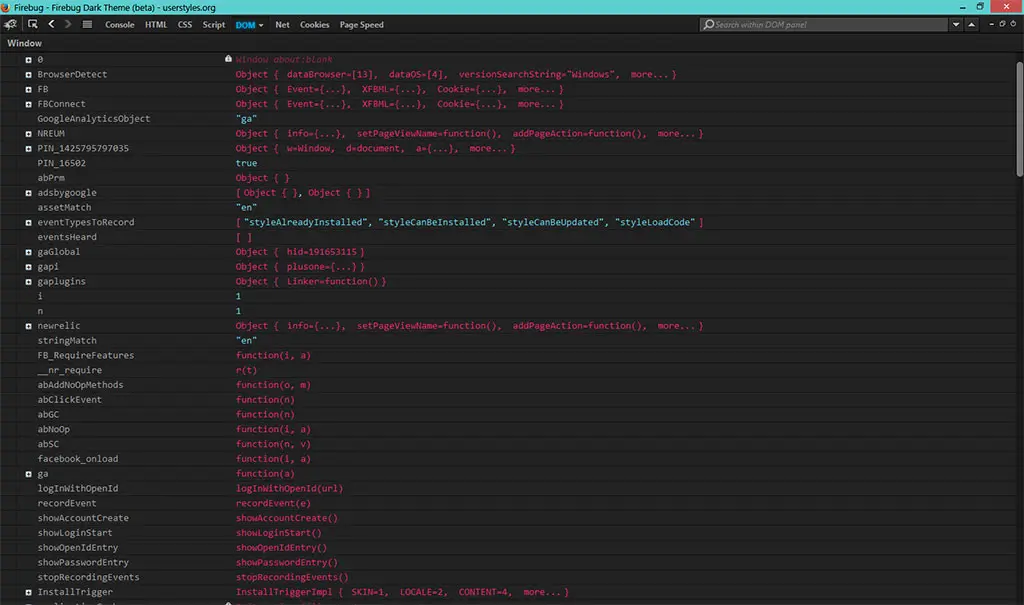 Firebug - Firebug Dark Theme (beta) - userstyles.org
Console HTML CSS Script DOM Net Cookies Page Speed Search within DOM panel
Window
0 Window about:blank
BrowserDetect Object { dataBrowser=[13], dataOS=[4], versionSearchString="Windows", more... }
FB Object { Event={...}, XFBML={...}, Cookie={...}, more... }
FBConnect Object { Event={...}, XFBML={...}, Cookie={...}, more... }
GoogleAnalyticsObject "ga"
NREUM Object { info={...}, setPageViewName=function(), addPageAction=function(), more... }
PIN_1425795797035 Object { w=Window, d=document, a={...}, more... }
PIN_16502 true
abPrm Object { }
adsbygoogle [ Object { }, Object { } ]
assetMatch "en"
eventTypesToRecord [ "styleAlreadyInstalled", "styleCanBeInstalled", "styleCanBeUpdated", "styleLoadCode" ]
eventsHeard [ ]
gaGlobal Object { hid=191653115 }
gapi Object { plusone={...} }
gaplugins Object { Linker=function() }
i 1
n 1
newrelic Object { info={...}, setPageViewName=function(), addPageAction=function(), more... }
stringMatch "en"
FB_RequireFeatures function(i, a)
__nr_require r(t)
abAddNoOpMethods function(o, m)
abClickEvent function(n)
abGC function(n)
abNoOp function(i, a)
abSC function(n, v)
facebook_onload function(i, a)
ga function(a)
logInWithOpenId logInWithOpenId(url)
recordEvent recordEvent(e)
showAccountCreate showAccountCreate()
showLoginStart showLoginStart()
showOpenIdEntry showOpenIdEntry()
showPasswordEntry showPasswordEntry()
stopRecordingEvents stopRecordingEvents()
InstallTrigger InstallTriggerImpl { SKIN=1, LOCALE=2, CONTENT=4, more... }